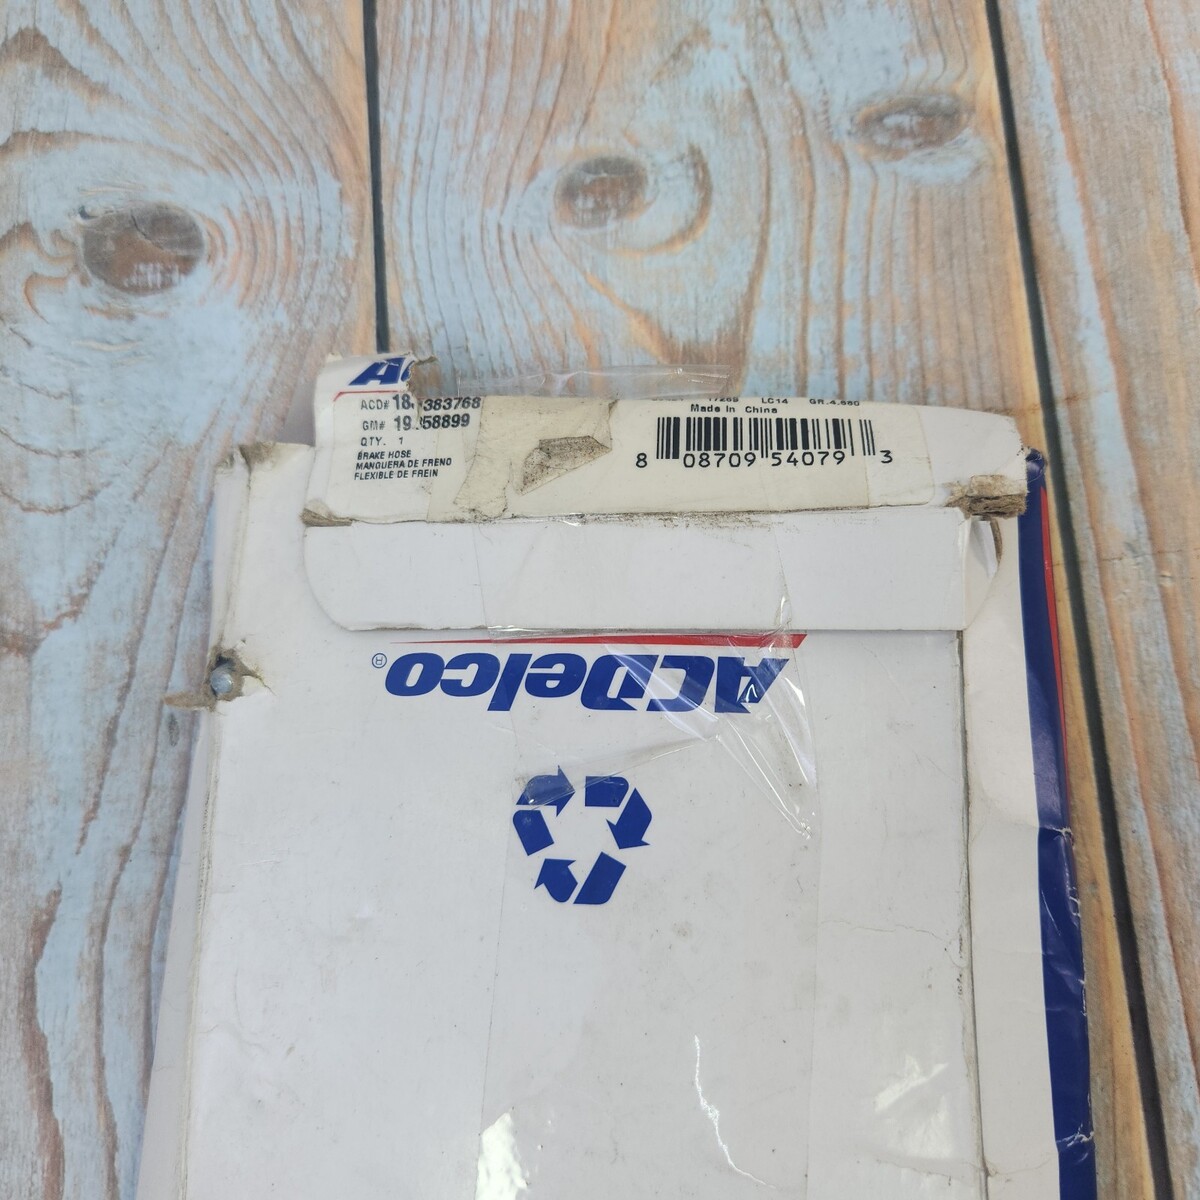 ACD# 18. 383768
GM# 19. 58899
QTY. 1
BRAKE HOSE
MANGUERA DE FRENO
FLEXIBLE DE FREIN
LC14
Made In China
8 08709 54079 3
ACDelco®